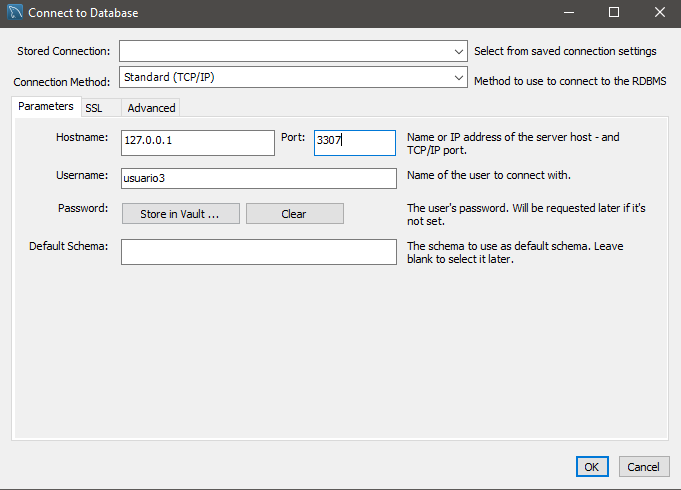 Connect to Database
Stored Connection:
Select from saved connection settings
Connection Method: Standard (TCP/IP)
Method to use to connect to the RDBMS
Parameters SSL Advanced
Hostname: 127.0.0.1 Port: 3307
Name or IP address of the server host - and
TCP/IP port.
Username: usuario3
Name of the user to connect with.
Password: Store in Vault ... Clear
The user's password. Will be requested later if it's
not set.
Default Schema:
The schema to use as default schema. Leave
blank to select it later.
OK Cancel